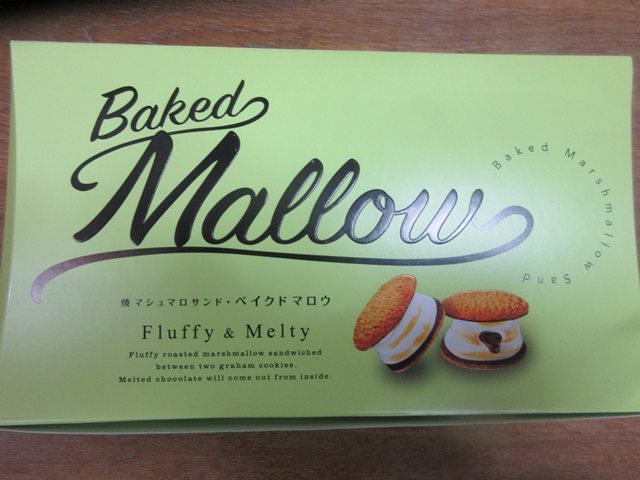 Baked
Mallow
Baked Marshmallow Sand
焼マシュマロサンド・ベイクドマロウ
Fluffy & Melty
Fluffy roasted marshmallow sandwiched
between two graham cookies.
Melted chocolate will come out from inside.